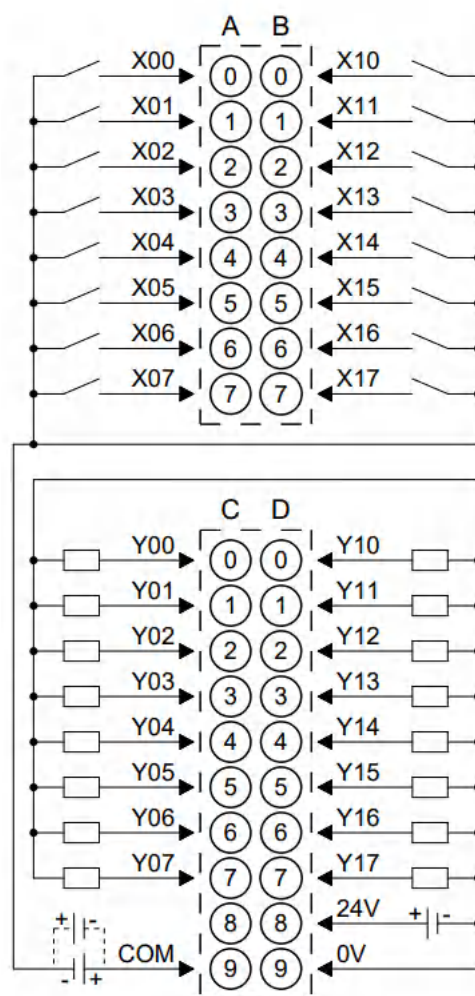 A B
X00 0 0 X10
X01 1 1 X11
X02 2 2 X12
X03 3 3 X13
X04 4 4 X14
X05 5 5 X15
X06 6 6 X16
X07 7 7 X17
C D
Y00 0 0 Y10
Y01 1 1 Y11
Y02 2 2 Y12
Y03 3 3 Y13
Y04 4 4 Y14
Y05 5 5 Y15
Y06 6 6 Y16
Y07 7 7 Y17
+ - 8 8 24V + -
- + COM 9 9 0V